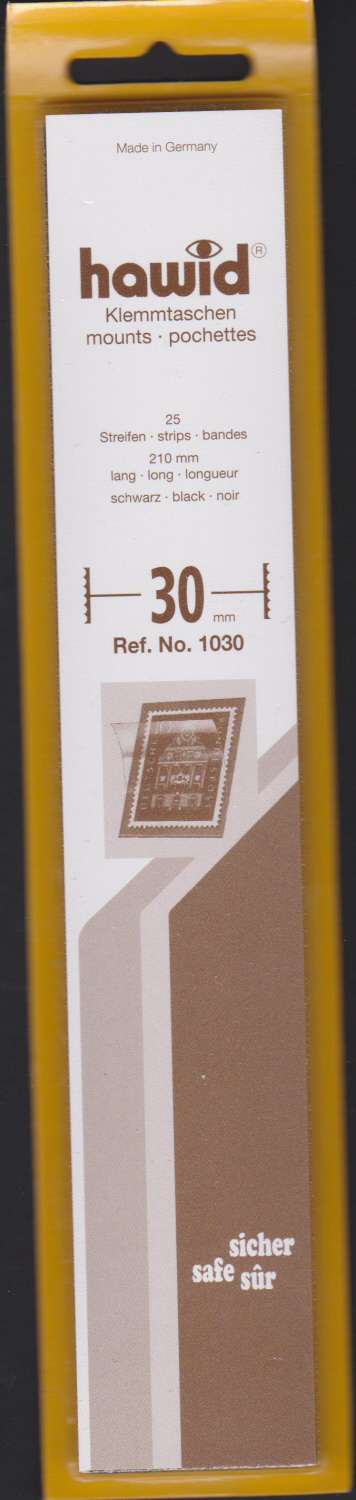 Made in Germany
hawid®
Klemmtaschen
mounts · pochettes
25
Streifen · strips · bandes
210 mm
lang · long · longueur
schwarz · black · noir
30 mm
Ref. No. 1030
sicher
safe sûr